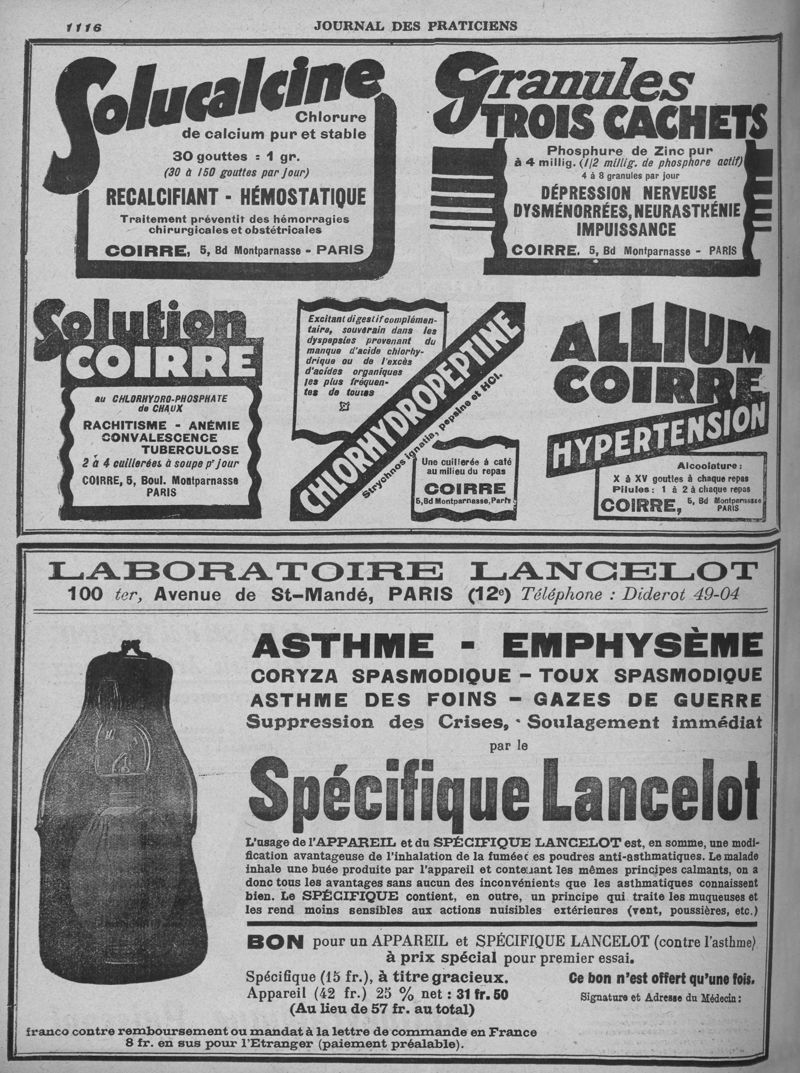 1116
JOURNAL DES PRATICIENS
Solucalcine
Chlorure
de calcium pur et stable
30 gouttes = 1 gr.
(30 à 150 gouttes par jour)
RECALCIFIANT - HÉMOSTATIQUE
Traitement préventif des hémorragies
chirurgicales et obstétricales
COIRRE, 5, Bd Montparnasse - PARIS
Granules
TROIS CACHETS
Phosphure de Zinc pur
à 4 millig. (1/2 millig. de phosphore actif)
4 à 8 granules par jour
DÉPRESSION NERVEUSE
DYSMÉNORRÉES, NEURASTHÉNIE
IMPUISSANCE
COIRRE, 5, Bd Montparnasse - PARIS
Solution
COIRRE
au CHLORHYDRO-PHOSPHATE
de CHAUX
RACHITISME - ANÉMIE
CONVALESCENCE
TUBERCULOSE
2 à 4 cuillerées à soupe pr jour
COIRRE, 5, Boul. Montparnasse
PARIS
Excitant digestif complémen-
taire, souverain dans les
dyspepsies provenant du
manque d'acide chlorhy-
drique ou de l'excès
d'acides organiques
les plus fréquen-
tes de toutes
CHLORHYDROPEPTINE
Strychnos ignatia, pepsine et HCl.
Une cuillerée à café
au milieu du repas
COIRRE
5, Bd Montparnasse, Paris
ALLIUM
COIRRE
HYPERTENSION
Alcoolature :
X à XV gouttes à chaque repas
Pilules : 1 à 2 à chaque repas
COIRRE, 5, Bd Montparnasse
PARIS
LABORATOIRE LANCELOT
100 ter, Avenue de St-Mandé, PARIS (12e) Téléphone : Diderot 49-04
ASTHME - EMPHYSÈME
CORYZA SPASMODIQUE - TOUX SPASMODIQUE
ASTHME DES FOINS - GAZES DE GUERRE
Suppression des Crises, - Soulagement immédiat
par le
Spécifique Lancelot
L'usage de l'APPAREIL et du SPÉCIFIQUE LANCELOT est, en somme, une modi-
fication avantageuse de l'inhalation de la fumée des poudres anti-asthmatiques. Le malade
inhale une buée produite par l'appareil et contenant les mêmes principes calmants, on a
donc tous les avantages sans aucun des inconvénients que les asthmatiques connaissent
bien. Le SPÉCIFIQUE contient, en outre, un principe qui traite les muqueuses et
les rend moins sensibles aux actions nuisibles extérieures (vent, poussières, etc.)
BON pour un APPAREIL et SPÉCIFIQUE LANCELOT (contre l'asthme)
à prix spécial pour premier essai.
Spécifique (15 fr.), à titre gracieux.
Appareil (42 fr.) 25 % net : 31 fr. 50
(Au lieu de 57 fr. au total)
Ce bon n'est offert qu'une fois.
Signature et Adresse du Médecin :
franco contre remboursement ou mandat à la lettre de commande en France
8 fr. en sus pour l'Etranger (paiement préalable).